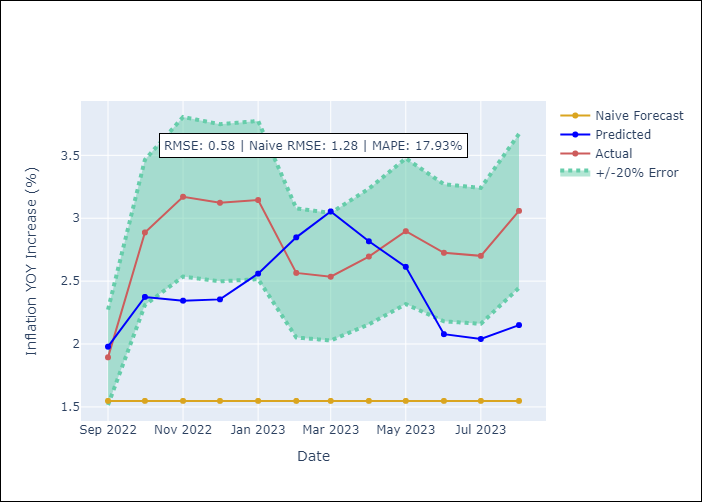 RMSE: 0.58 | Naive RMSE: 1.28 | MAPE: 17.93%
Naive Forecast
Predicted
Actual
+/-20% Error
Inflation YOY Increase (%)
3.5
3
2.5
2
1.5
Sep 2022 Nov 2022 Jan 2023 Mar 2023 May 2023 Jul 2023
Date